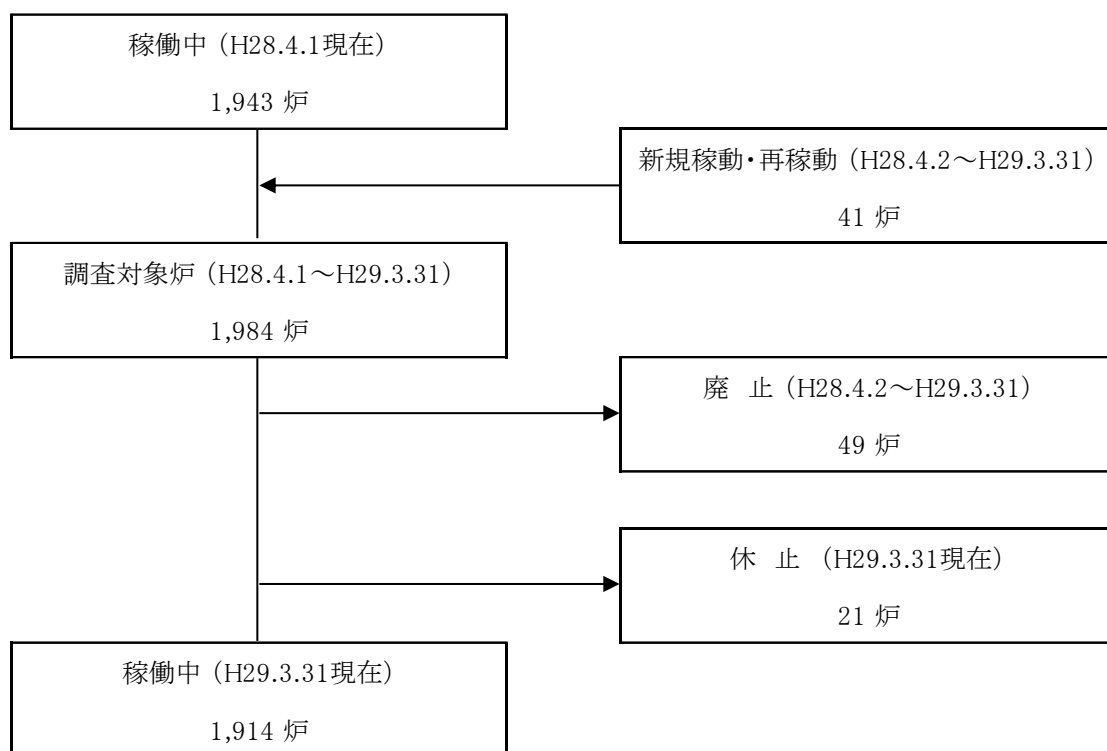 稼働中（H28.4.1現在）
1,943 炉
新規稼動・再稼動（H28.4.2～H29.3.31）
41 炉
調査対象炉（H28.4.1～H29.3.31）
1,984 炉
廃　止（H28.4.2～H29.3.31）
49 炉
休　止　（H29.3.31現在）
21 炉
稼働中（H29.3.31現在）
1,914 炉